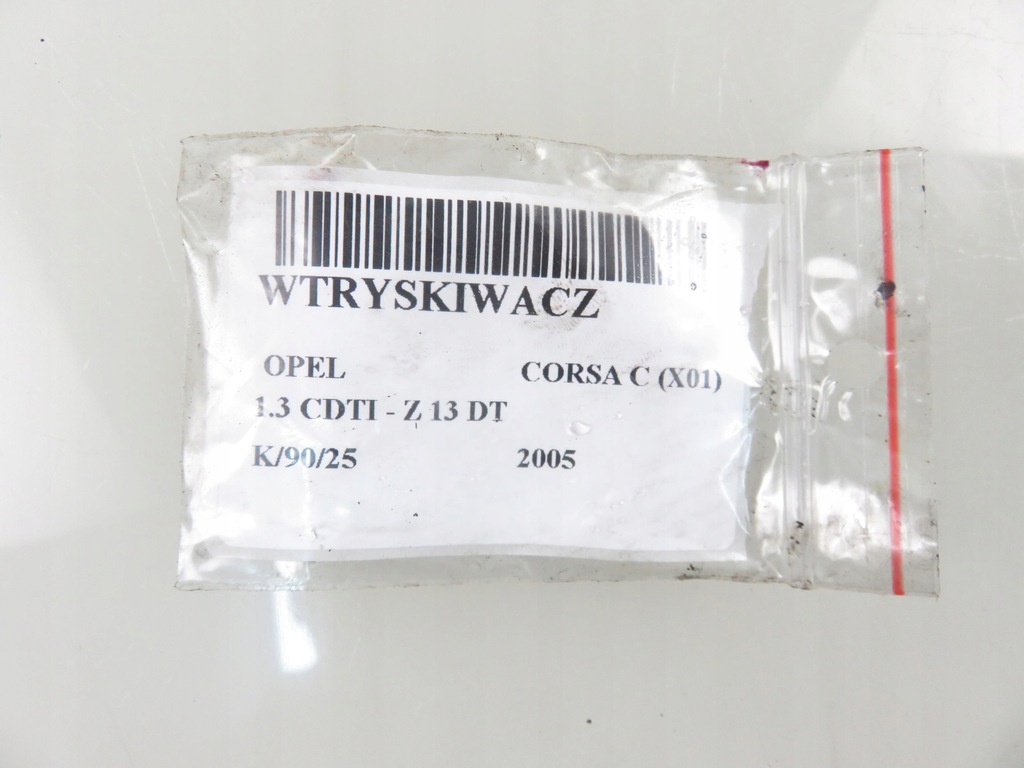 WTRYSKIWACZ
OPEL CORSA C (X01)
1.3 CDTI - Z 13 DT
K/90/25 2005